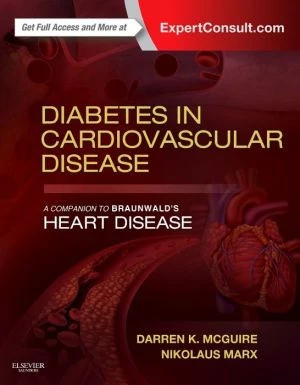 Get Full Access and More at
ExpertConsult.com
DIABETES IN
CARDIOVASCULAR
DISEASE
A COMPANION TO BRAUNWALD'S
HEART DISEASE
DARREN K. MCGUIRE
NIKOLAUS MARX
ELSEVIER
SAUNDERS